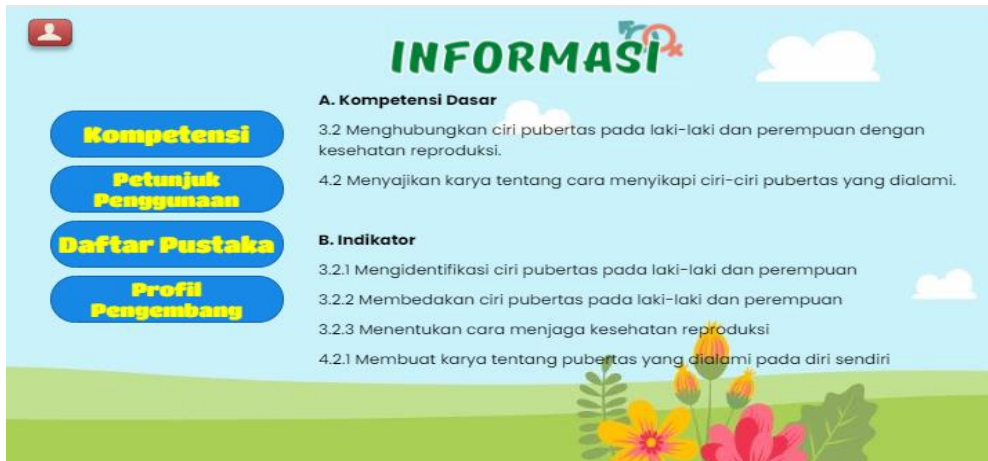 INFORMASI
Kompetensi
Petunjuk
Penggunaan
Daftar Pustaka
Profil
Pengembang
A. Kompetensi Dasar
3.2 Menghubungkan ciri pubertas pada laki-laki dan perempuan dengan
kesehatan reproduksi.
4.2 Menyajikan karya tentang cara menyikapi ciri-ciri pubertas yang dialami.
B. Indikator
3.2.1 Mengidentifikasi ciri pubertas pada laki-laki dan perempuan
3.2.2 Membedakan ciri pubertas pada laki-laki dan perempuan
3.2.3 Menentukan cara menjaga kesehatan reproduksi
4.2.1 Membuat karya tentang pubertas yang dialami pada diri sendiri